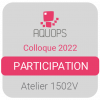 AQUOPS
Colloque 2022
PARTICIPATION
Atelier 1502V